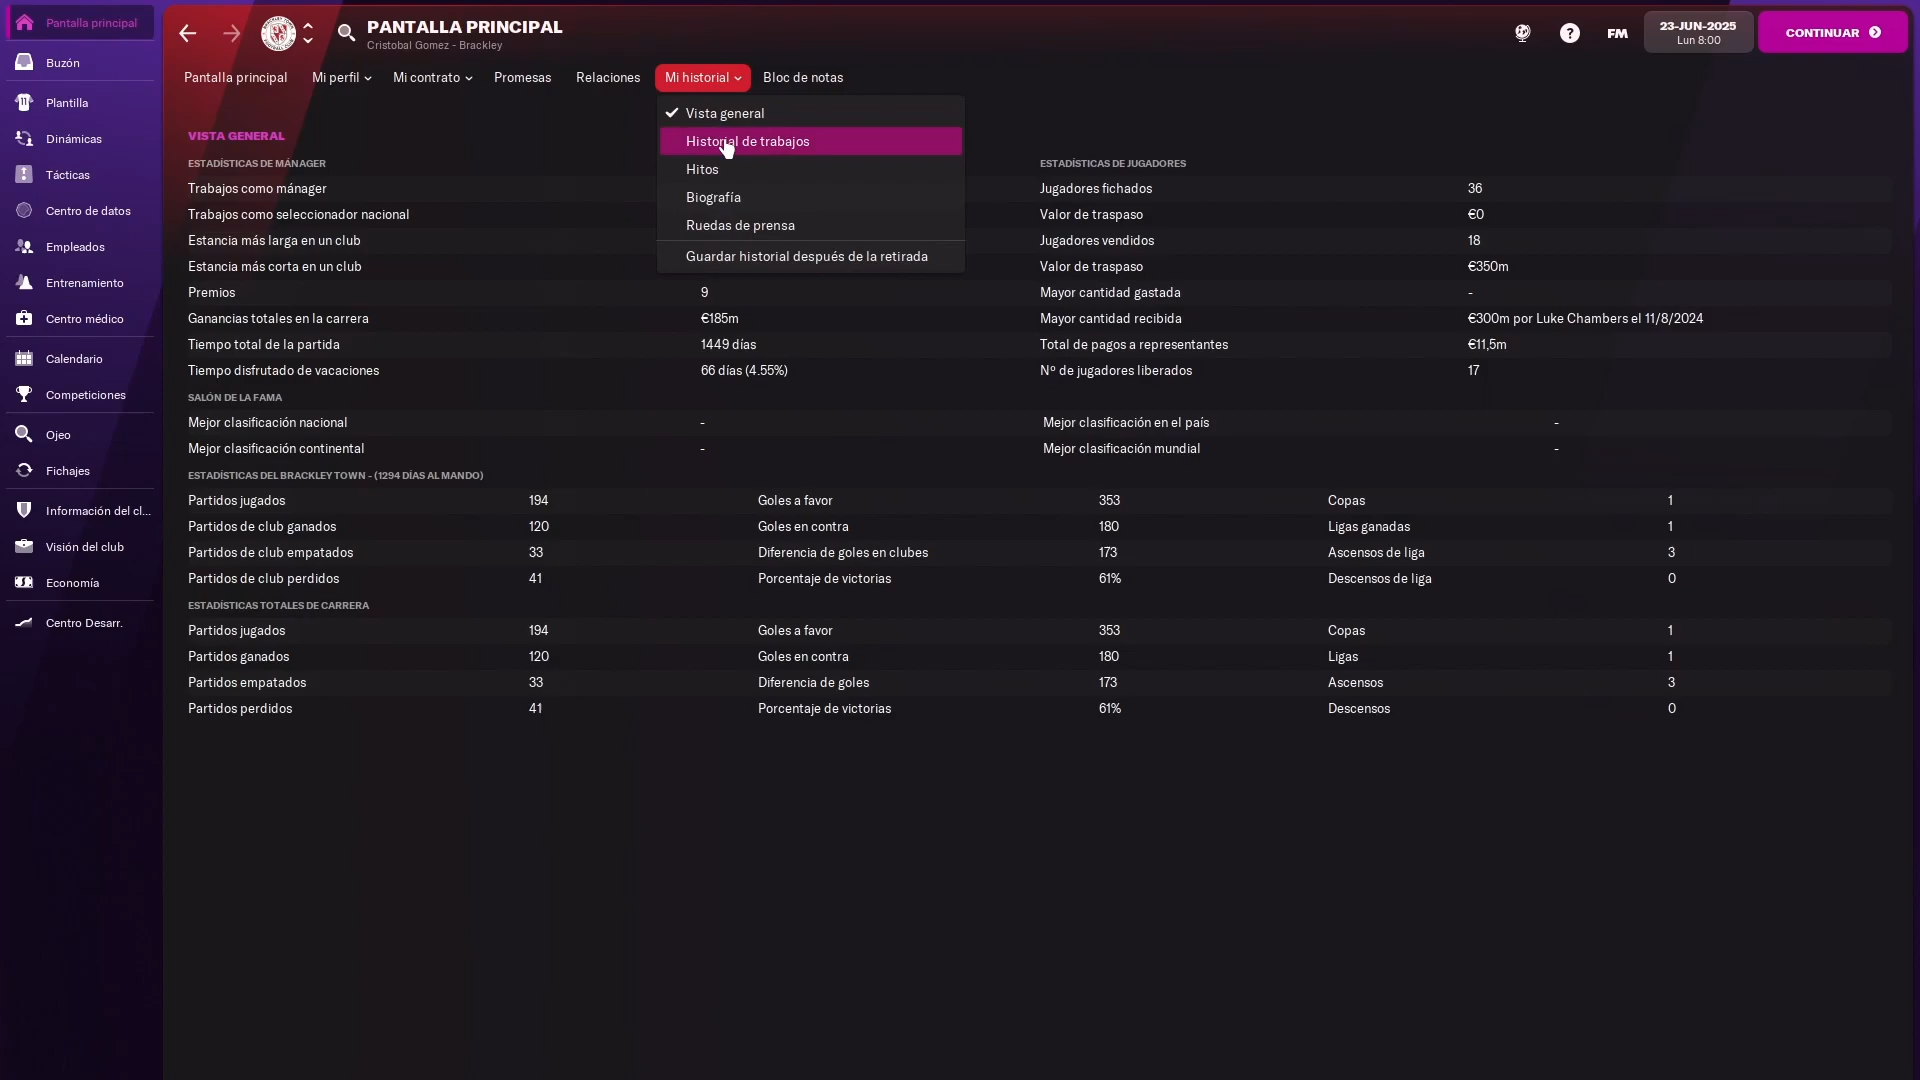 Pantalla principal
Buzón
Plantilla
Dinámicas
Tácticas
Centro de datos
Empleados
Entrenamiento
Centro médico
Calendario
Competiciones
Ojeo
Fichajes
Información del cl...
Visión del club
Economía
Centro Desarr.
PANTALLA PRINCIPAL
Cristobal Gomez - Brackley
FM
23-JUN-2025
Lun 8:00
CONTINUAR
Pantalla principal Mi perfil Mi contrato Promesas Relaciones Mi historial Bloc de notas
Vista general
Historial de trabajos
Hitos
Biografía
Ruedas de prensa
Guardar historial después de la retirada
VISTA GENERAL
ESTADÍSTICAS DE MÁNAGER
Trabajos como mánager
Trabajos como seleccionador nacional
Estancia más larga en un club
Estancia más corta en un club
Premios 9
Ganancias totales en la carrera €185m
Tiempo total de la partida 1449 días
Tiempo disfrutado de vacaciones 66 días (4.55%)
ESTADÍSTICAS DE JUGADORES
Jugadores fichados 36
Valor de traspaso €0
Jugadores vendidos 18
Valor de traspaso €350m
Mayor cantidad gastada -
Mayor cantidad recibida €300m por Luke Chambers el 11/8/2024
Total de pagos a representantes €11,5m
Nº de jugadores liberados 17
SALÓN DE LA FAMA
Mejor clasificación nacional - Mejor clasificación en el país -
Mejor clasificación continental - Mejor clasificación mundial -
ESTADÍSTICAS DEL BRACKLEY TOWN - (1294 DÍAS AL MANDO)
Partidos jugados 194 Goles a favor 353 Copas 1
Partidos de club ganados 120 Goles en contra 180 Ligas ganadas 1
Partidos de club empatados 33 Diferencia de goles en clubes 173 Ascensos de liga 3
Partidos de club perdidos 41 Porcentaje de victorias 61% Descensos de liga 0
ESTADÍSTICAS TOTALES DE CARRERA
Partidos jugados 194 Goles a favor 353 Copas 1
Partidos ganados 120 Goles en contra 180 Ligas 1
Partidos empatados 33 Diferencia de goles 173 Ascensos 3
Partidos perdidos 41 Porcentaje de victorias 61% Descensos 0